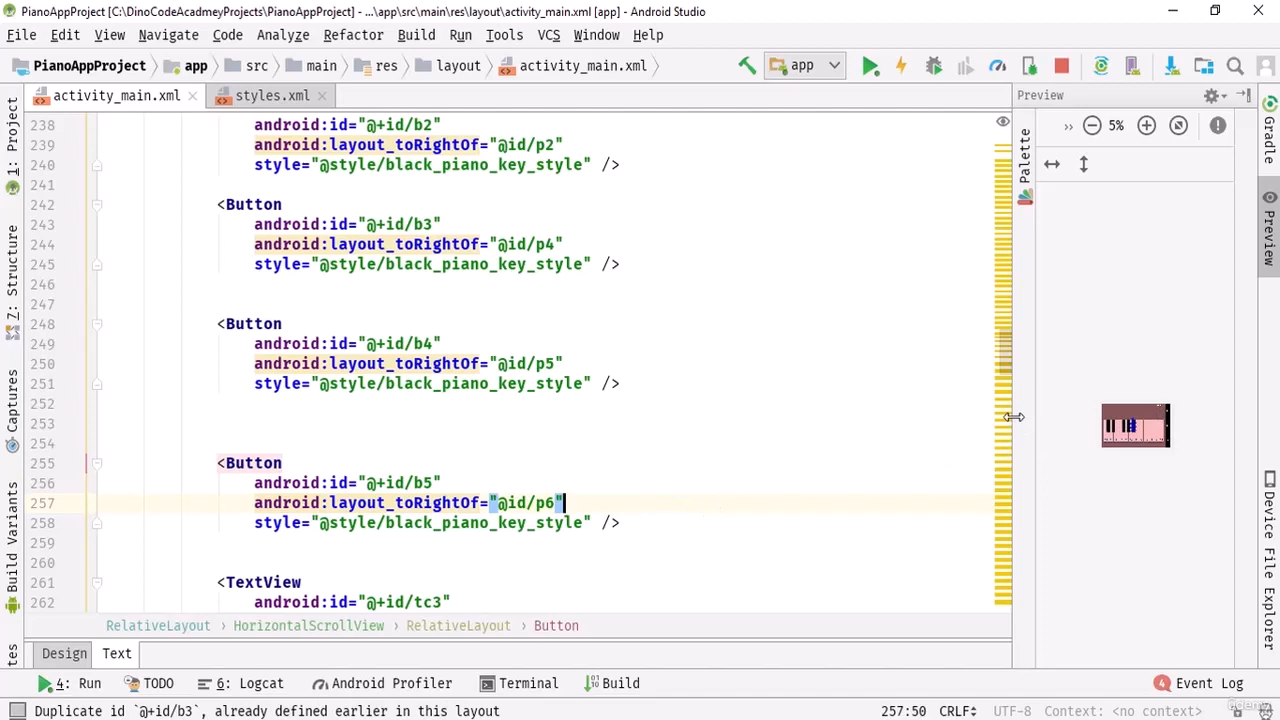 PianoAppProject [C:\DinoCodeAcadmeyProjects\PianoAppProject] - ...\app\src\main\res\layout\activity_main.xml [app] - Android Studio
File Edit View Navigate Code Analyze Refactor Build Run Tools VCS Window Help
PianoAppProject app src main res layout activity_main.xml app
activity_main.xml styles.xml Preview
5%
238 android:id="@+id/b2"
239 android:layout_toRightOf="@id/p2"
240 style="@style/black_piano_key_style" />
241
242 <Button
243 android:id="@+id/b3"
244 android:layout_toRightOf="@id/p4"
245 style="@style/black_piano_key_style" />
246
247
248 <Button
249 android:id="@+id/b4"
250 android:layout_toRightOf="@id/p5"
251 style="@style/black_piano_key_style" />
252
253
254
255 <Button
256 android:id="@+id/b5"
257 android:layout_toRightOf="@id/p6"
258 style="@style/black_piano_key_style" />
259
260
261 <TextView
262 android:id="@+id/tc3"
RelativeLayout › HorizontalScrollView › RelativeLayout › Button
Design Text
4: Run TODO 6: Logcat Android Profiler Terminal Build 4 Event Log
Duplicate id `@+id/b3`, already defined earlier in this layout 257:50 CRLF UTF-8 Context: <no context>
1: Project
7: Structure
Captures
Build Variants
Palette
Gradle
Preview
Device File Explorer